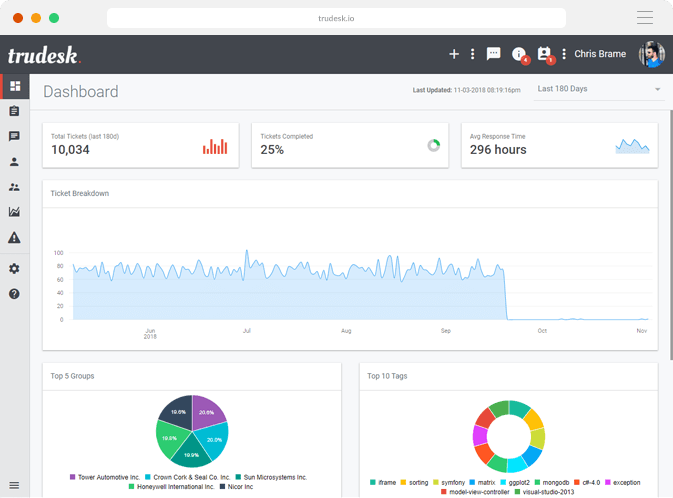 trudesk.io
trudesk.
4
1
Chris Brame
Dashboard
Last Updated: 11-03-2018 08:19:16pm
Last 180 Days
Total Tickets (last 180d)
10,034
Tickets Completed
25%
Avg Response Time
296 hours
Ticket Breakdown
100
80
60
40
20
0
Jun
2018
Jul
Aug
Sep
Oct
Nov
Top 5 Groups
19.6%
20.6%
19.8%
20.0%
19.9%
Tower Automotive Inc. Crown Cork & Seal Co. Inc. Sun Microsystems Inc.
Honeywell International Inc. Nicor Inc
Top 10 Tags
iframe sorting symfony matrix ggplot2 mongodb c#-4.0 exception
model-view-controller visual-studio-2013